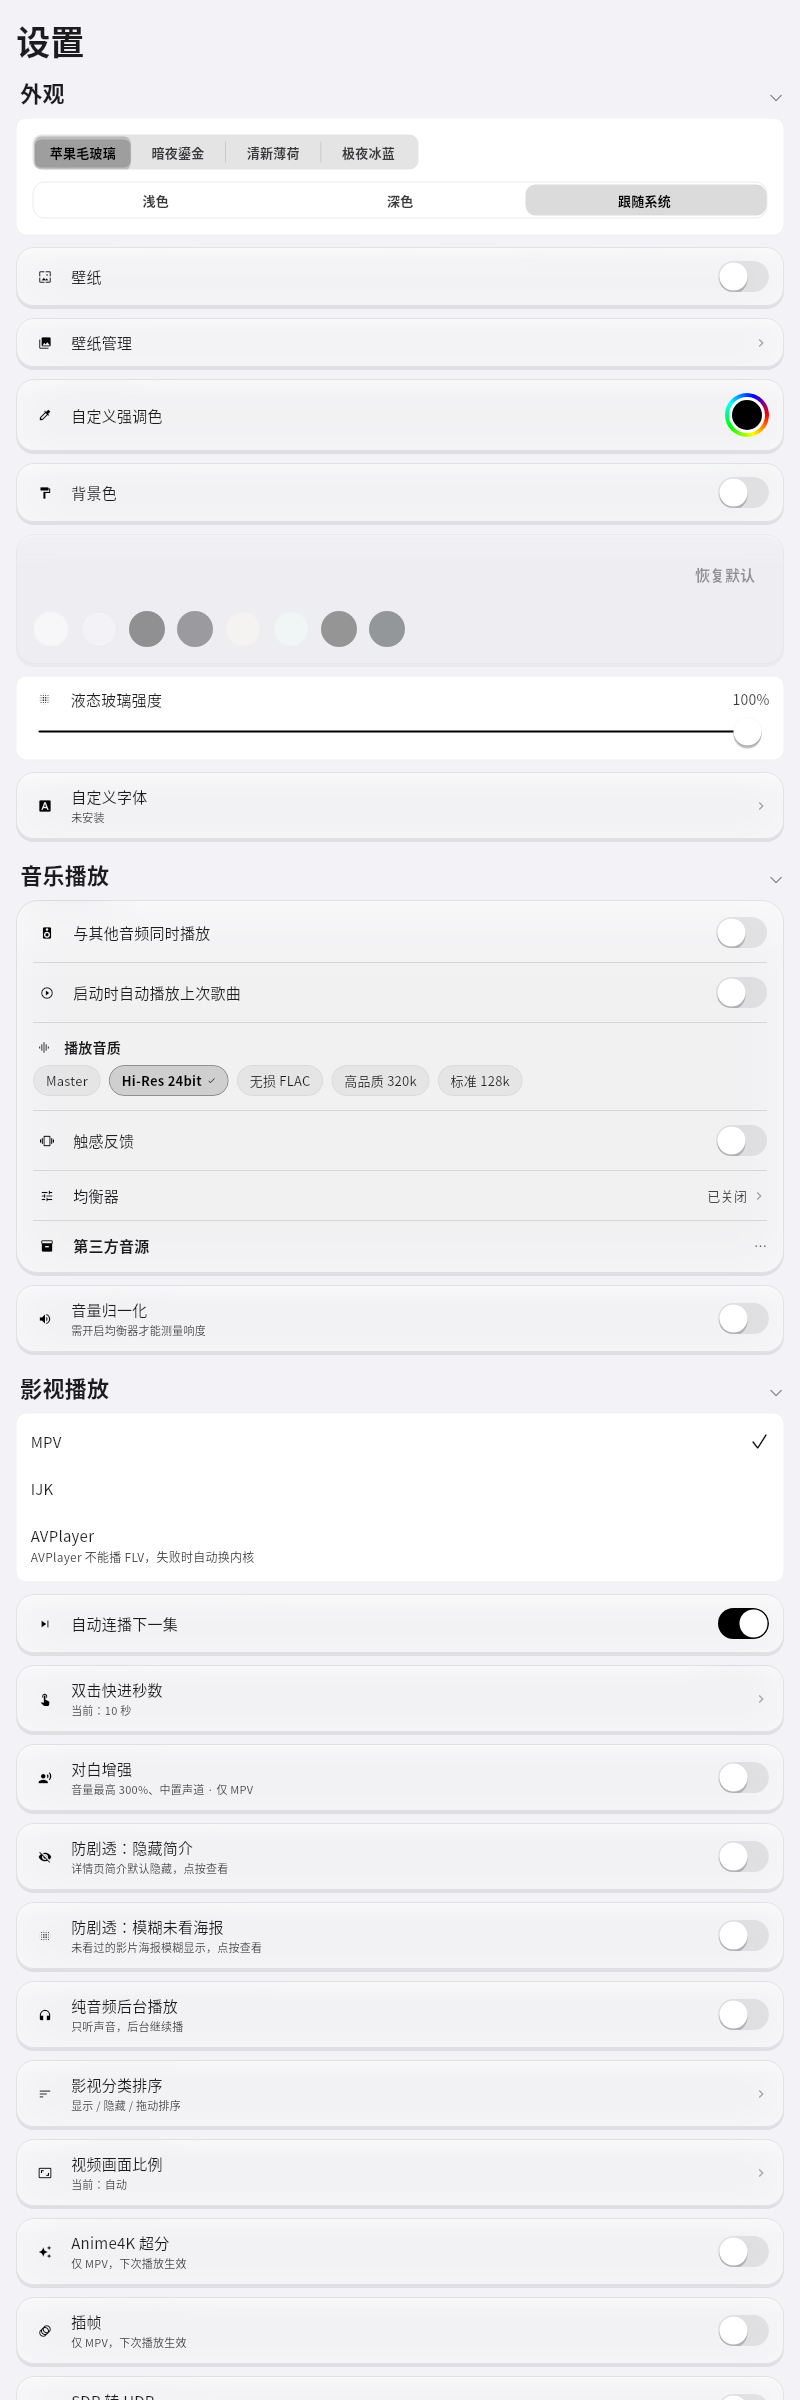 设置
外观
苹果毛玻璃 暗夜鎏金 清新薄荷 极夜冰蓝
浅色 深色 跟随系统
壁纸
壁纸管理
自定义强调色
背景色
恢复默认
液态玻璃强度 100%
自定义字体
未安装
音乐播放
与其他音频同时播放
启动时自动播放上次歌曲
播放音质
Master Hi-Res 24bit 无损 FLAC 高品质 320k 标准 128k
触感反馈
均衡器 已关闭
第三方音源 ...
音量归一化
需开启均衡器才能测量响度
影视播放
MPV
IJK
AVPlayer
AVPlayer 不能播 FLV，失败时自动换内核
自动连播下一集
双击快进秒数
当前：10 秒
对白增强
音量最高 300%、中置声道 · 仅 MPV
防剧透：隐藏简介
详情页简介默认隐藏，点按查看
防剧透：模糊未看海报
未看过的影片海报模糊显示，点按查看
纯音频后台播放
只听声音，后台继续播
影视分类排序
显示 / 隐藏 / 拖动排序
视频画面比例
当前：自动
Anime4K 超分
仅 MPV，下次播放生效
插帧
仅 MPV，下次播放生效
SDR 转 HDR